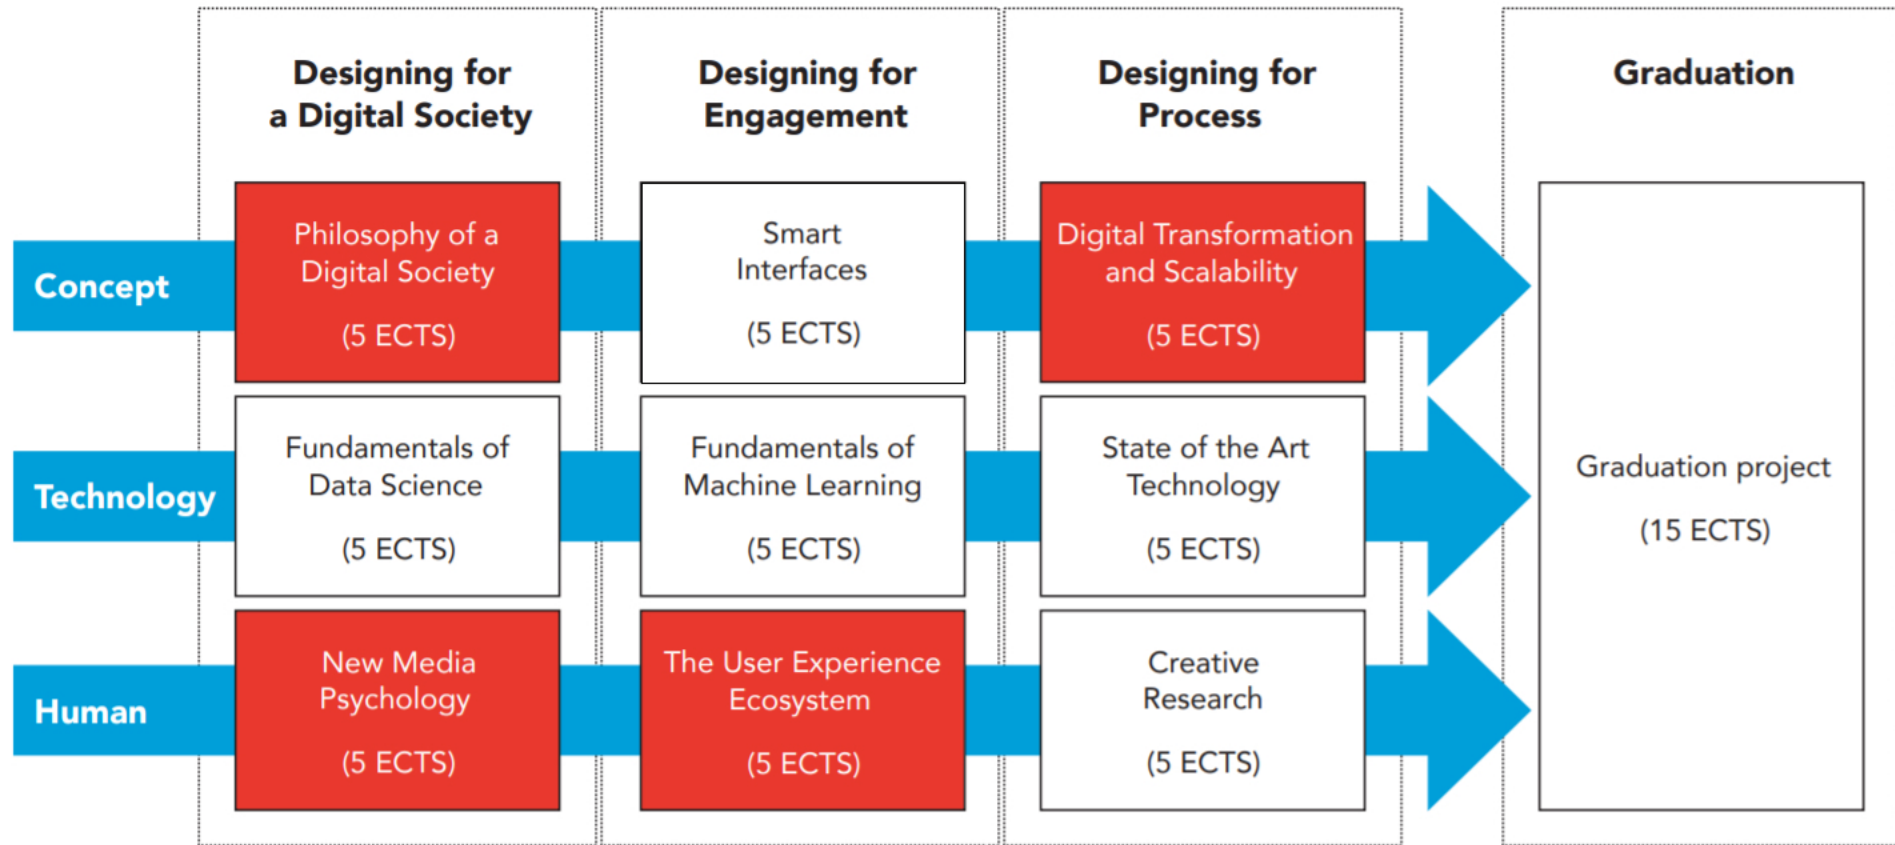 Designing for
a Digital Society
Designing for
Engagement
Designing for
Process
Graduation
Concept
Philosophy of a
Digital Society
(5 ECTS)
Smart
Interfaces
(5 ECTS)
Digital Transformation
and Scalability
(5 ECTS)
Technology
Fundamentals of
Data Science
(5 ECTS)
Fundamentals of
Machine Learning
(5 ECTS)
State of the Art
Technology
(5 ECTS)
Human
New Media
Psychology
(5 ECTS)
The User Experience
Ecosystem
(5 ECTS)
Creative
Research
(5 ECTS)
Graduation project
(15 ECTS)